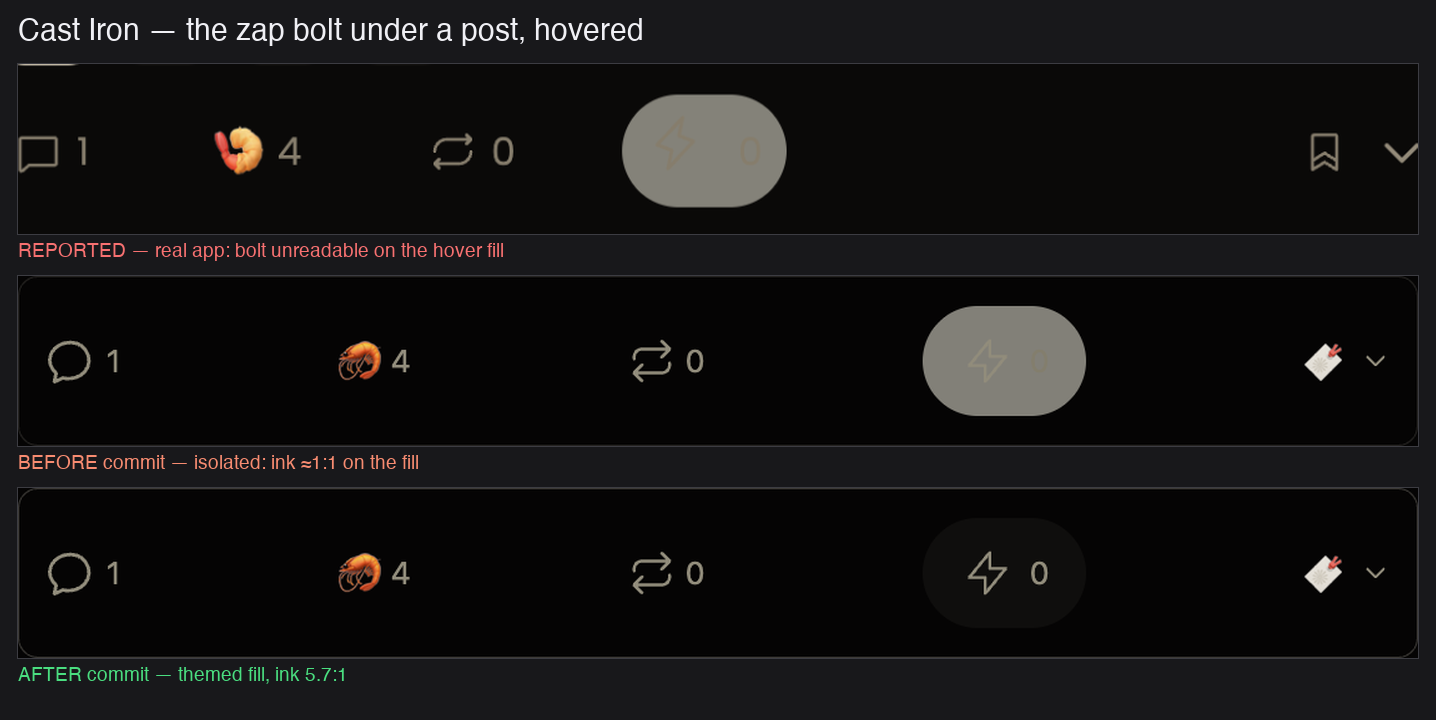 Cast Iron — the zap bolt under a post, hovered
1 4 0 0
REPORTED — real app: bolt unreadable on the hover fill
1 4 0 0
BEFORE commit — isolated: ink ≈1:1 on the fill
1 4 0 0
AFTER commit — themed fill, ink 5.7:1